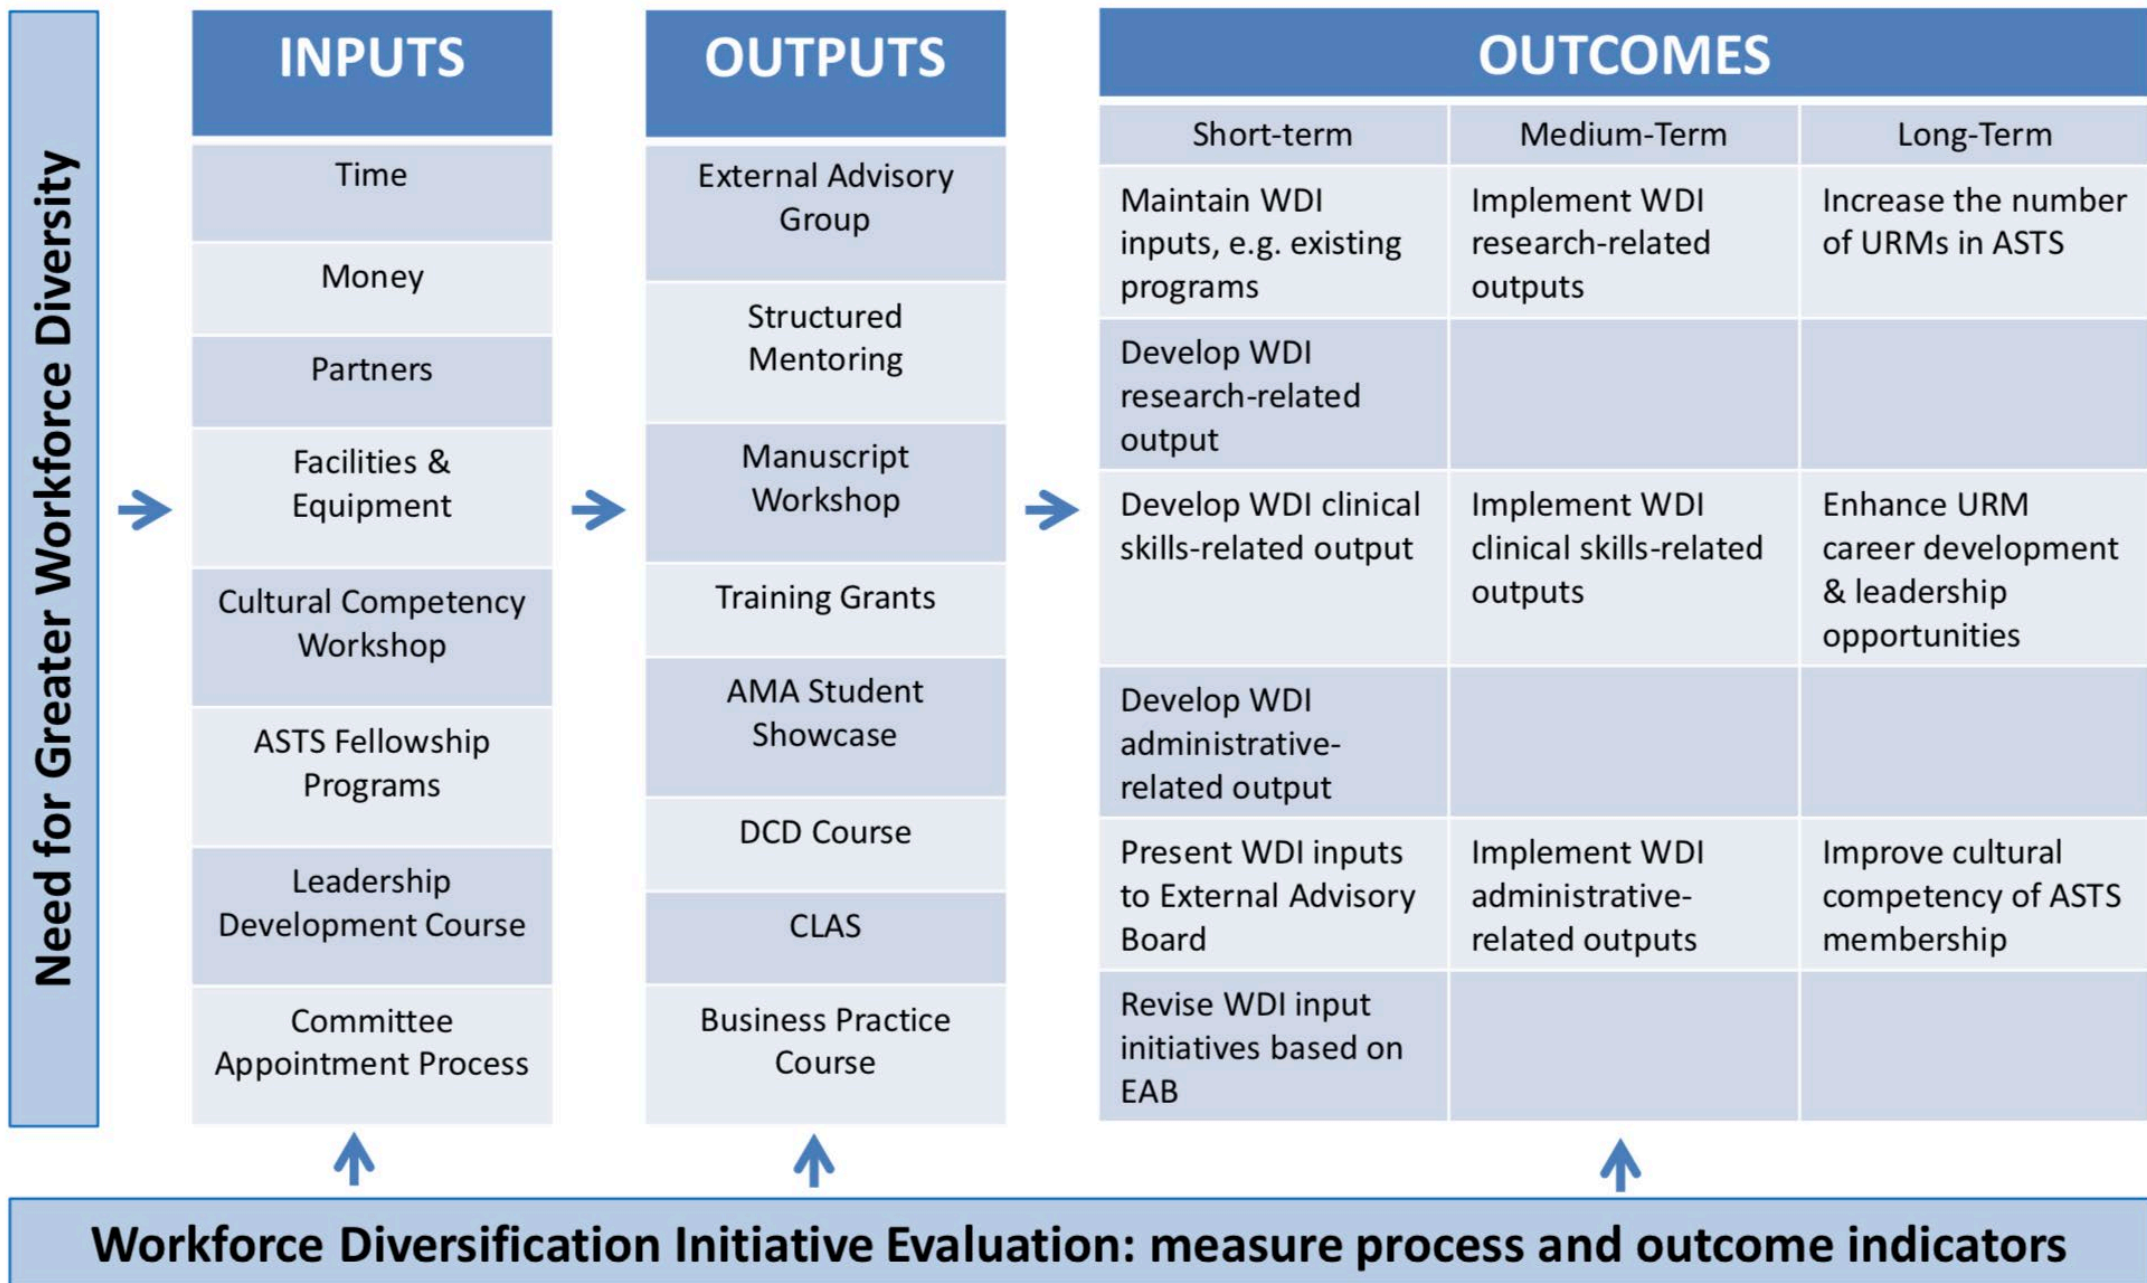 Need for Greater Workforce Diversity
INPUTS
Time
Money
Partners
Facilities &
Equipment
Cultural Competency
Workshop
ASTS Fellowship
Programs
Leadership
Development Course
Committee
Appointment Process
OUTPUTS
External Advisory
Group
Structured
Mentoring
Manuscript
Workshop
Training Grants
AMA Student
Showcase
DCD Course
CLAS
Business Practice
Course
OUTCOMES
Short-term
Medium-Term
Long-Term
Maintain WDI
inputs, e.g. existing
programs
Implement WDI
research-related
outputs
Increase the number
of URMs in ASTS
Develop WDI
research-related
output
Develop WDI clinical
skills-related output
Implement WDI
clinical skills-related
outputs
Enhance URM
career development
& leadership
opportunities
Develop WDI
administrative-
related output
Present WDI inputs
to External Advisory
Board
Implement WDI
administrative-
related outputs
Improve cultural
competency of ASTS
membership
Revise WDI input
initiatives based on
EAB
Workforce Diversification Initiative Evaluation: measure process and outcome indicators